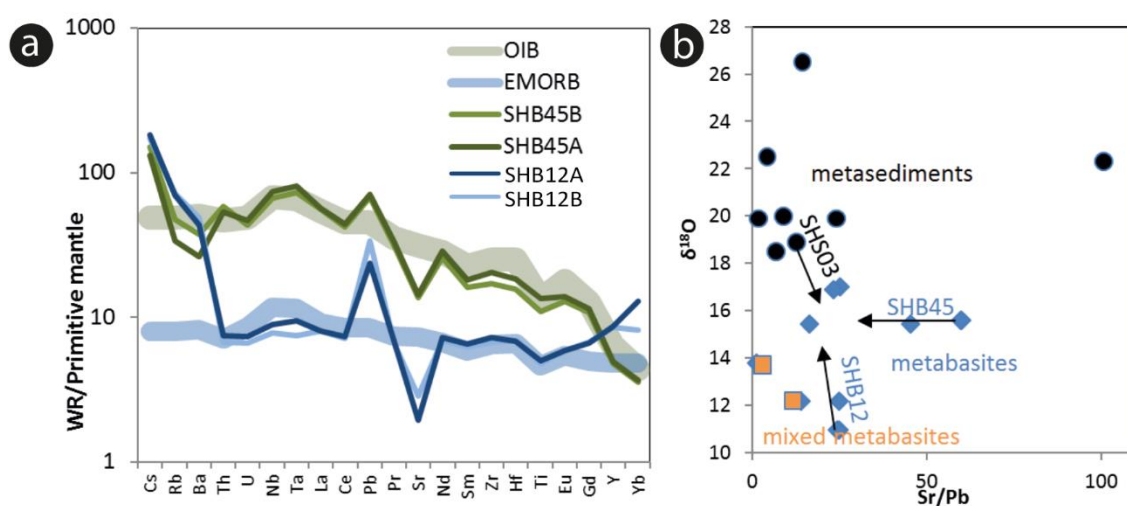 a
1000
100
10
1
WR/Primitive mantle
OIB
EMORB
SHB45B
SHB45A
SHB12A
SHB12B
Cs
Rb
Ba
Th
U
Nb
Ta
La
Ce
Pb
Pr
Sr
Nd
Sm
Zr
Hf
Ti
Eu
Gd
Y
Yb
b
28
26
24
22
20
18
16
14
12
10
δ¹⁸O
metasediments
SHS03
SHB45
metabasites
SHB12
mixed metabasites
0
50
100
Sr/Pb